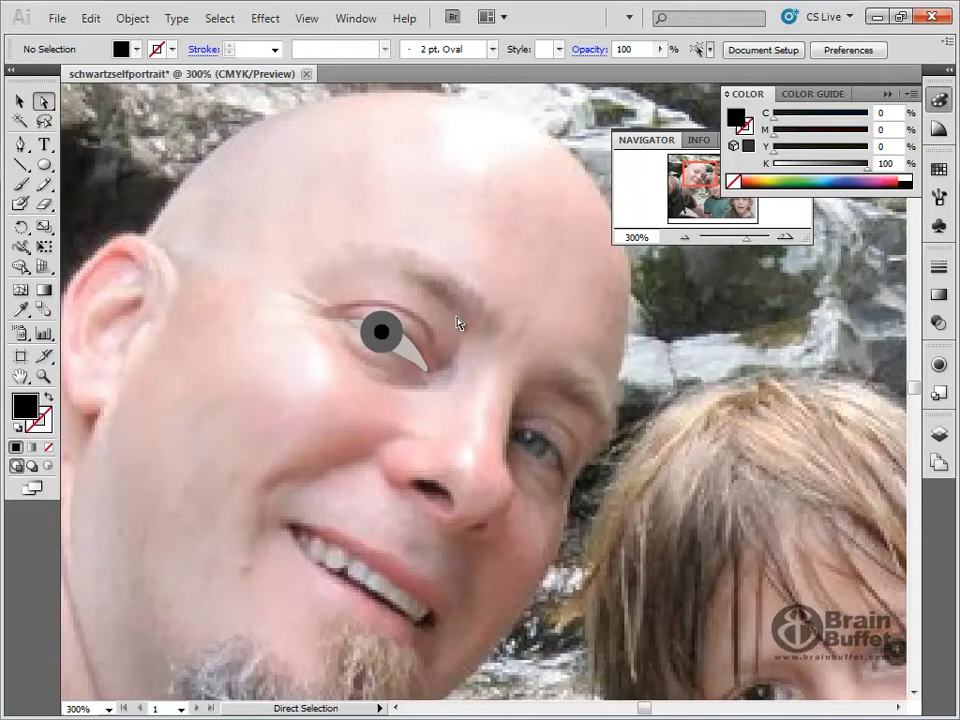 Ai File Edit Object Type Select Effect View Window Help Br CS Live
No Selection Stroke: 2 pt. Oval Style: Opacity: 100 % Document Setup Preferences
schwartzselfportrait* @ 300% (CMYK/Preview)
COLOR COLOR GUIDE
C 0 %
M 0 %
Y 0 %
K 100 %
NAVIGATOR INFO
300%
Brain
Buffet
www.brainbuffet.com
300% 1 Direct Selection